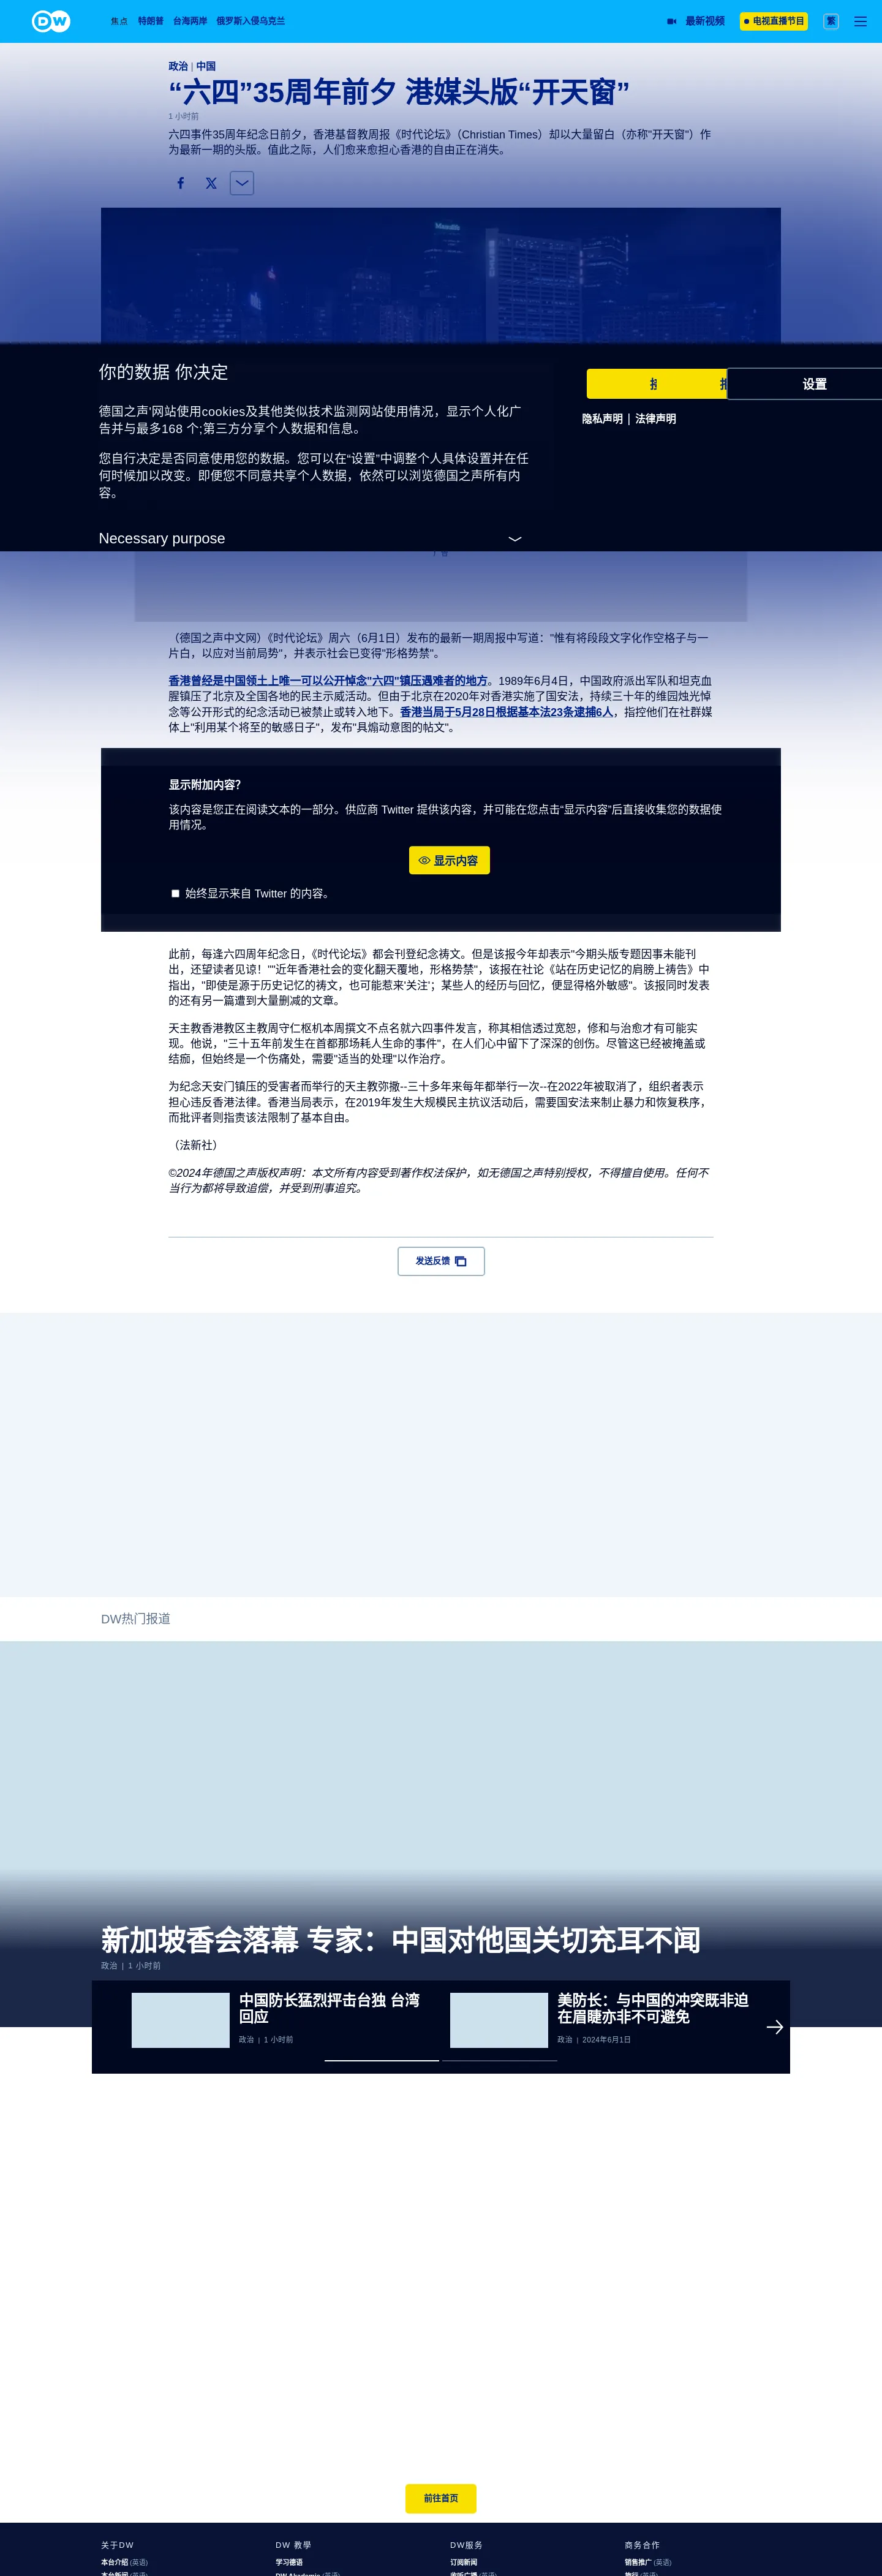 DW
焦点 特朗普 台海两岸 俄罗斯入侵乌克兰
最新视频 电视直播节目 繁
政治 | 中国
“六四”35周年前夕 港媒头版“开天窗”
1 小时前
六四事件35周年纪念日前夕，香港基督教周报《时代论坛》（Christian Times）却以大量留白（亦称"开天窗"）作
为最新一期的头版。值此之际，人们愈来愈担心香港的自由正在消失。
你的数据 你决定
德国之声'网站使用cookies及其他类似技术监测网站使用情况，显示个人化广
告并与最多168 个;第三方分享个人数据和信息。
您自行决定是否同意使用您的数据。您可以在“设置”中调整个人具体设置并在任
何时候加以改变。即便您不同意共享个人数据，依然可以浏览德国之声所有内
容。
Necessary purpose
设置
隐私声明 | 法律声明
（德国之声中文网）《时代论坛》周六（6月1日）发布的最新一期周报中写道："惟有将段段文字化作空格子与一
片白，以应对当前局势"，并表示社会已变得"形格势禁"。
香港曾经是中国领土上唯一可以公开悼念"六四"镇压遇难者的地方。1989年6月4日，中国政府派出军队和坦克血
腥镇压了北京及全国各地的民主示威活动。但由于北京在2020年对香港实施了国安法，持续三十年的维园烛光悼
念等公开形式的纪念活动已被禁止或转入地下。香港当局于5月28日根据基本法23条逮捕6人，指控他们在社群媒
体上"利用某个将至的敏感日子"，发布"具煽动意图的帖文"。
显示附加内容？
该内容是您正在阅读文本的一部分。供应商 Twitter 提供该内容，并可能在您点击“显示内容”后直接收集您的数据使
用情况。
显示内容
始终显示来自 Twitter 的内容。
此前，每逢六四周年纪念日，《时代论坛》都会刊登纪念祷文。但是该报今年却表示"今期头版专题因事未能刊
出，还望读者见谅！""近年香港社会的变化翻天覆地，形格势禁"，该报在社论《站在历史记忆的肩膀上祷告》中
指出，"即使是源于历史记忆的祷文，也可能惹来'关注'；某些人的经历与回忆，便显得格外敏感"。该报同时发表
的还有另一篇遭到大量删减的文章。
天主教香港教区主教周守仁枢机本周撰文不点名就六四事件发言，称其相信透过宽恕，修和与治愈才有可能实
现。他说，"三十五年前发生在首都那场耗人生命的事件"，在人们心中留下了深深的创伤。尽管这已经被掩盖或
结痂，但始终是一个伤痛处，需要"适当的处理"以作治疗。
为纪念天安门镇压的受害者而举行的天主教弥撒--三十多年来每年都举行一次--在2022年被取消了，组织者表示
担心违反香港法律。香港当局表示，在2019年发生大规模民主抗议活动后，需要国安法来制止暴力和恢复秩序，
而批评者则指责该法限制了基本自由。
（法新社）
©2024年德国之声版权声明：本文所有内容受到著作权法保护，如无德国之声特别授权，不得擅自使用。任何不
当行为都将导致追偿，并受到刑事追究。
发送反馈
DW热门报道
新加坡香会落幕 专家：中国对他国关切充耳不闻
政治 | 1 小时前
中国防长猛烈抨击台独 台湾
回应
政治 | 1 小时前
美防长：与中国的冲突既非迫
在眉睫亦非不可避免
政治 | 2024年6月1日
前往首页
关于DW DW 教學 DW服务 商务合作
本台介绍 (英语) 学习德语 订阅新闻 销售推广 (英语)